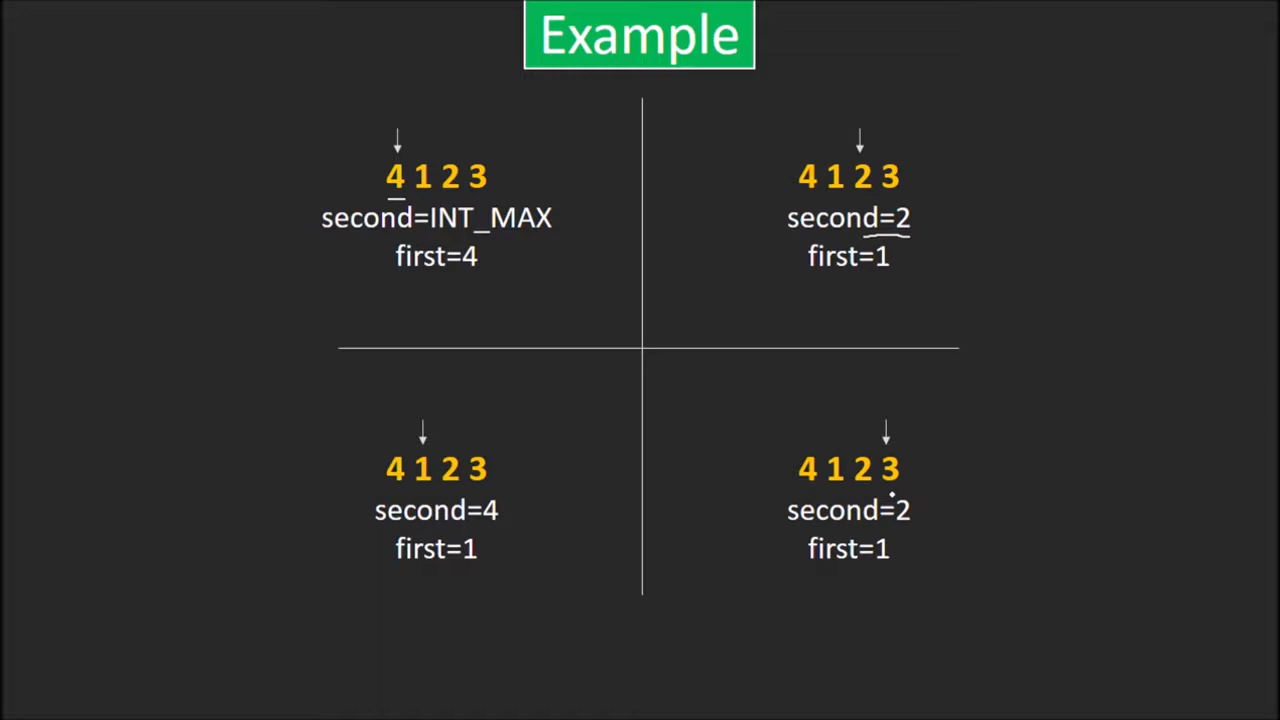 Example
4 1 2 3
second=INT_MAX
first=4
4 1 2 3
second=2
first=1
4 1 2 3
second=4
first=1
4 1 2 3
second=2
first=1